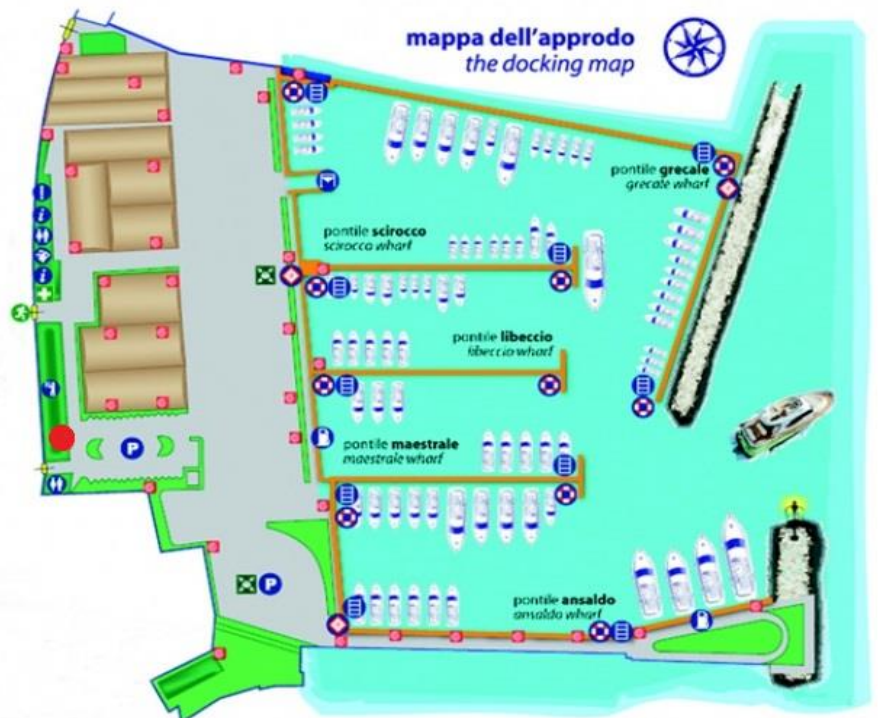 mappa dell'approdo
the docking map
pontile grecale
grecate wharf
pontile scirocco
scirocco wharf
pontile libeccio
libeccio wharf
pontile maestrale
maestrale wharf
P
pontile ansaldo
ansaldo wharf
P